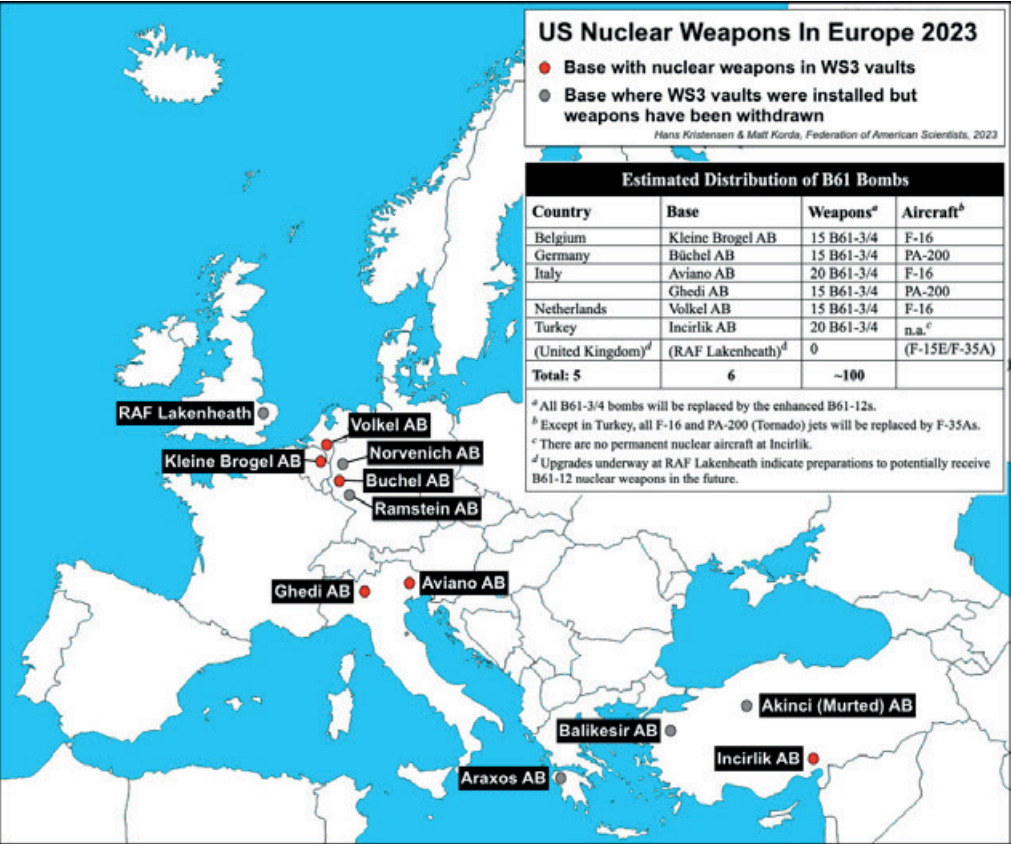 US Nuclear Weapons In Europe 2023
Base with nuclear weapons in WS3 vaults
Base where WS3 vaults were installed but
weapons have been withdrawn
Hans Kristensen & Matt Korda, Federation of American Scientists, 2023
Estimated Distribution of B61 Bombs
Country Base Weapons^a Aircraft^b
Belgium Kleine Brogel AB 15 B61-3/4 F-16
Germany Büchel AB 15 B61-3/4 PA-200
Italy Aviano AB 20 B61-3/4 F-16
Ghedi AB 15 B61-3/4 PA-200
Netherlands Volkel AB 15 B61-3/4 F-16
Turkey Incirlik AB 20 B61-3/4 n.a.^c
(United Kingdom)^d (RAF Lakenheath)^d 0 (F-15E/F-35A)
Total: 5 6 ~100
^a All B61-3/4 bombs will be replaced by the enhanced B61-12s.
^b Except in Turkey, all F-16 and PA-200 (Tornado) jets will be replaced by F-35As.
^c There are no permanent nuclear aircraft at Incirlik.
^d Upgrades underway at RAF Lakenheath indicate preparations to potentially receive
B61-12 nuclear weapons in the future.
RAF Lakenheath
Volkel AB
Norvenich AB
Kleine Brogel AB
Buchel AB
Ramstein AB
Ghedi AB
Aviano AB
Akinci (Murted) AB
Balikesir AB
Incirlik AB
Araxos AB